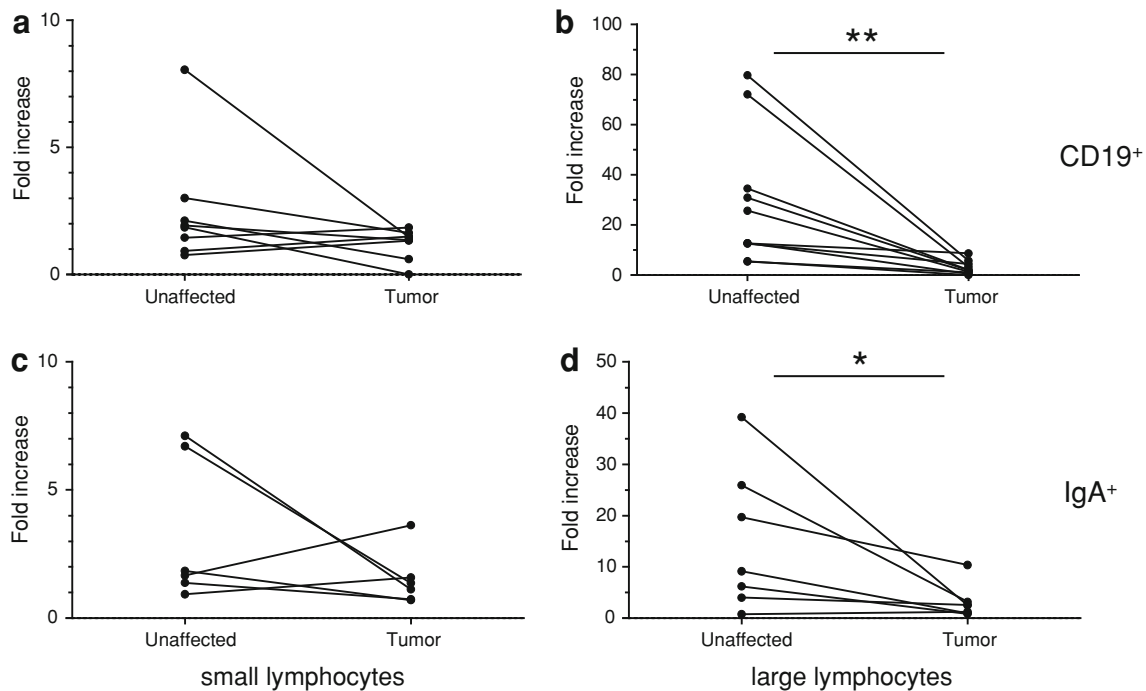 a
10
5
0
Fold increase
Unaffected
Tumor
b
100
80
60
40
20
0
Fold increase
**
Unaffected
Tumor
CD19+
c
10
5
0
Fold increase
Unaffected
Tumor
small lymphocytes
d
50
40
30
20
10
0
Fold increase
*
Unaffected
Tumor
large lymphocytes
IgA+